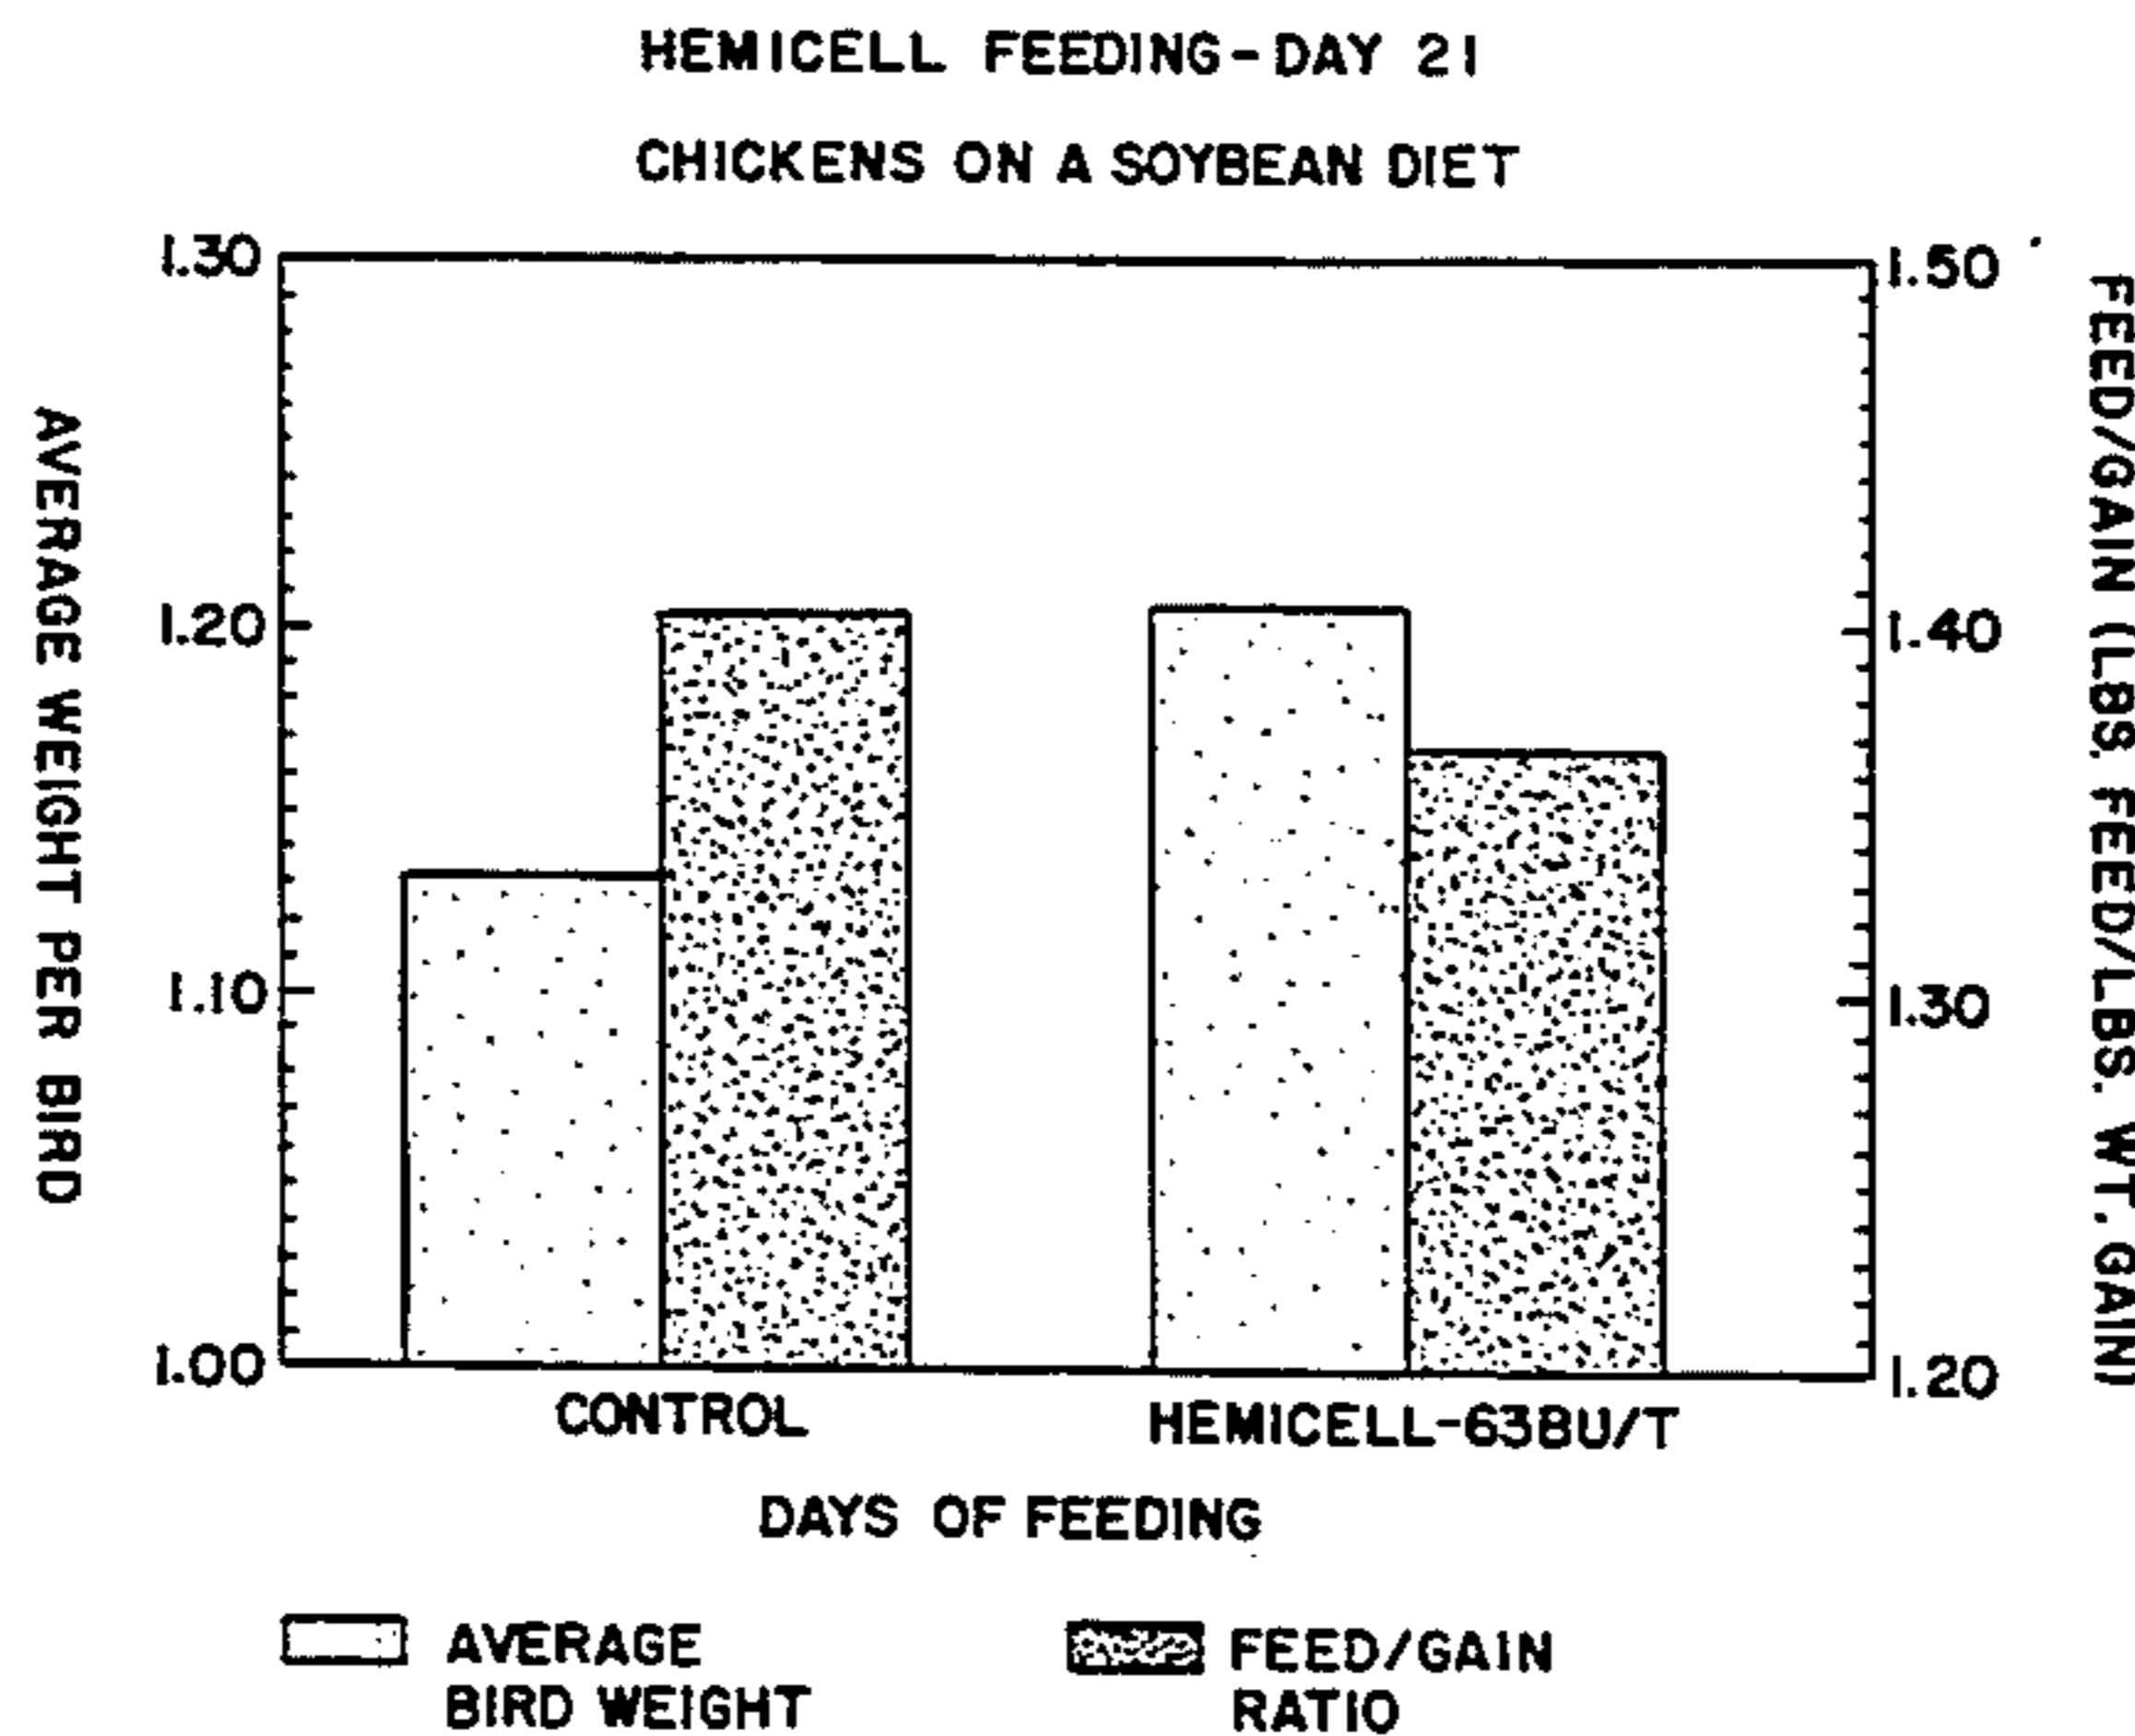 HEMICELL FEEDING-DAY 21
CHICKENS ON A SOYBEAN DIET
AVERAGE WEIGHT PER BIRD
1.30
1.20
1.10
1.00
1.50
1.40
1.30
1.20
FEED/GAIN (LBS. FEED/LBS. WT. GAIN)
CONTROL
HEMICELL-638U/T
DAYS OF FEEDING
AVERAGE
BIRD WEIGHT
FEED/GAIN
RATIO